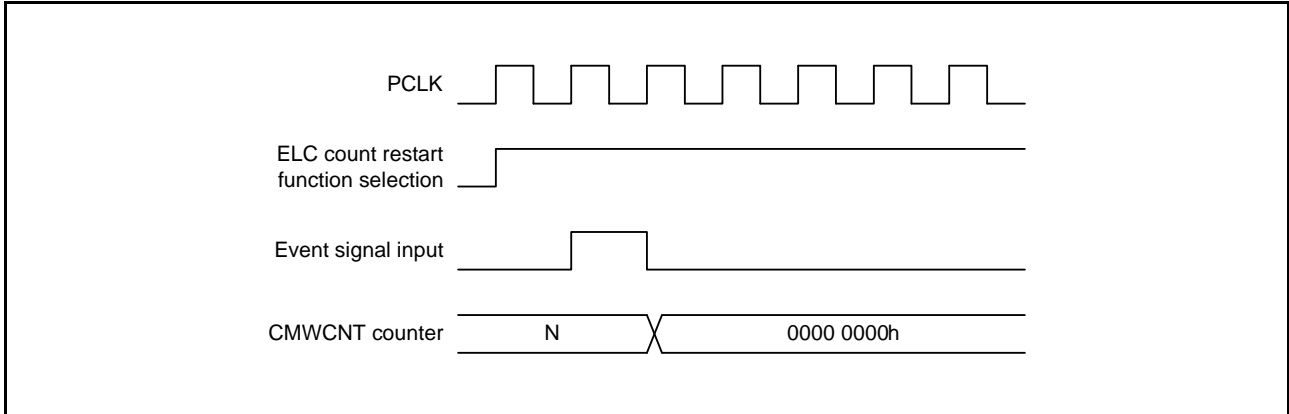 PCLK
ELC count restart
function selection
Event signal input
CMWCNT counter
N
0000 0000h